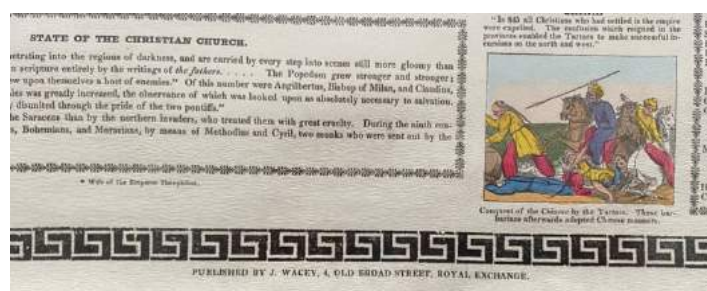 STATE OF THE CHRISTIAN CHURCH.
etrating into the regions of darkness, and are carried by every step into scenes still more gloomy than
n scripture entirely by the writings of the fathers. . . . . The Popedom grew stronger and stronger;
ew upon themselves a host of enemies." Of this number were Angilbertus, Bishop of Milan, and Claudius,
ies was greatly increased, the observance of which was looked upon as absolutely necessary to salvation.
, disunited through the pride of the two pontiffs."
he Saracens than by the northern invaders, who treated them with great cruelty. During the ninth cen-
s, Bohemians, and Moravians, by means of Methodius and Cyril, two monks who were sent out by the
* Wife of the Emperor Theophilus.
"In 845 all Christians who had settled in the empire
were expelled. The confusion which reigned in the
provinces enabled the Tartars to make successful in-
cursions on the north and west."
Conquest of the Chinese by the Tartars. These bar-
barians afterwards adopted Chinese manners.
PUBLISHED BY J. WACEY, 4, OLD BROAD STREET, ROYAL EXCHANGE.